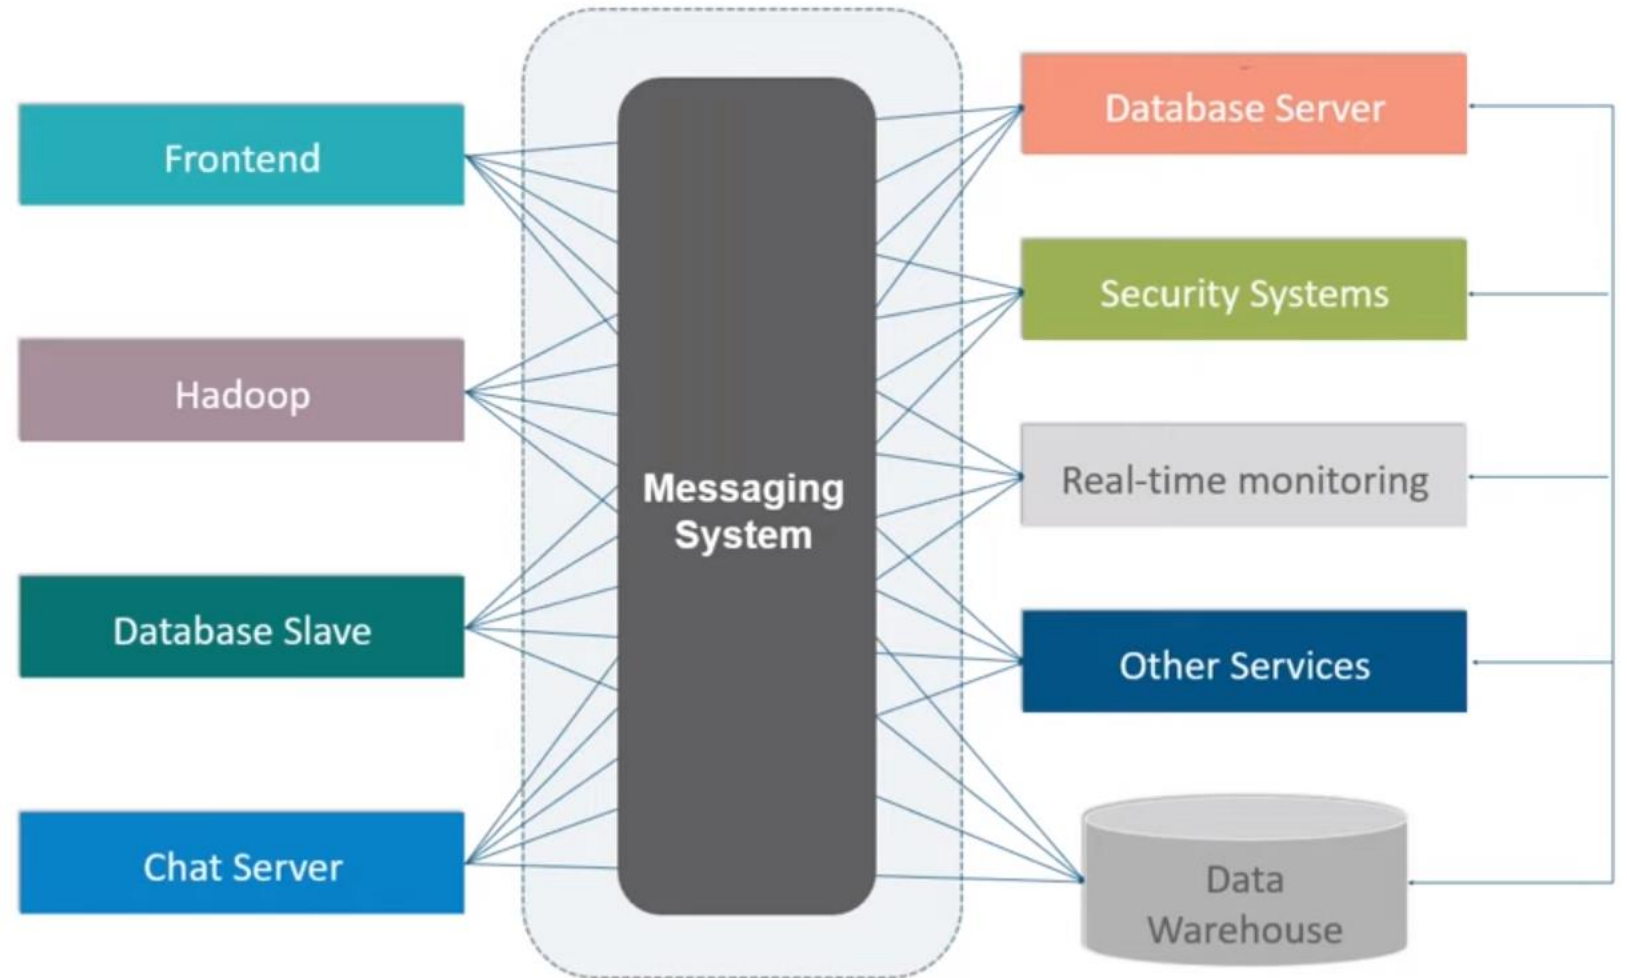 Frontend
Hadoop
Database Slave
Chat Server
Messaging
System
Database Server
Security Systems
Real-time monitoring
Other Services
Data
Warehouse